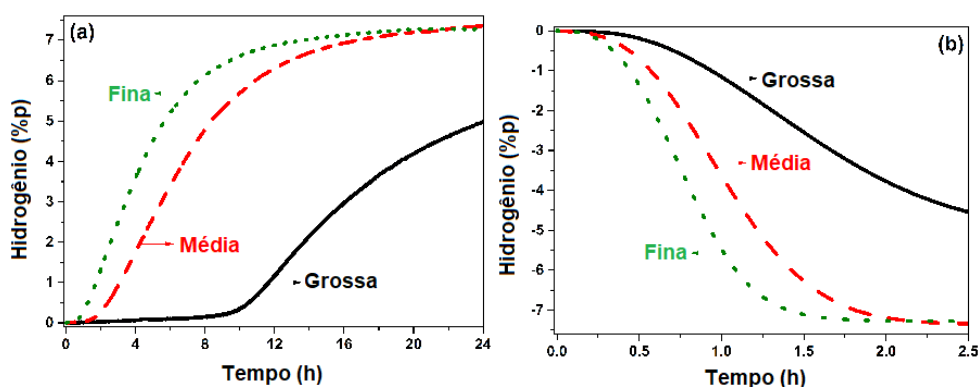 (a)
Hidrogênio (%p)
7
6
5
4
3
2
1
0
Fina
Média
Grossa
0 4 8 12 16 20 24
Tempo (h)
(b)
Hidrogênio (%p)
0
-1
-2
-3
-4
-5
-6
-7
Grossa
Média
Fina
0.0 0.5 1.0 1.5 2.0 2.5
Tempo (h)